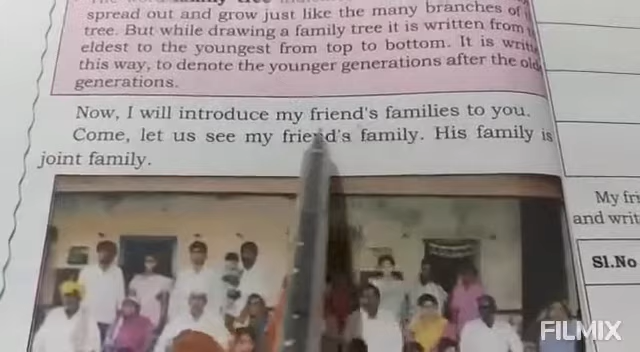 spread out and grow just like the many branches of
tree. But while drawing a family tree it is written from
eldest to the youngest from top to bottom. It is
this way, to denote the younger generations after the
generations.
Now, I will introduce my friend's families to you.
Come, let us see my friend's family. His family is
joint family.
My
and
Sl.No
FILMIX